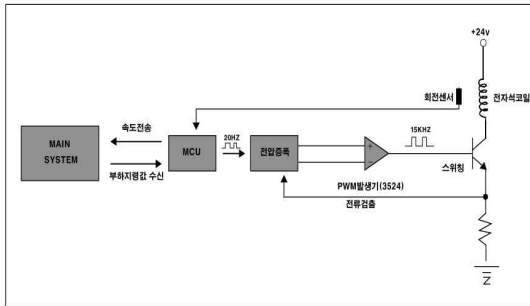 +24v
회전센서
전자석코일
속도전송
20HZ
15KHZ
MAIN
SYSTEM
MCU
전압증폭
+
−
스위칭
부하지령값 수신
PWM발생기(3524)
전류검출